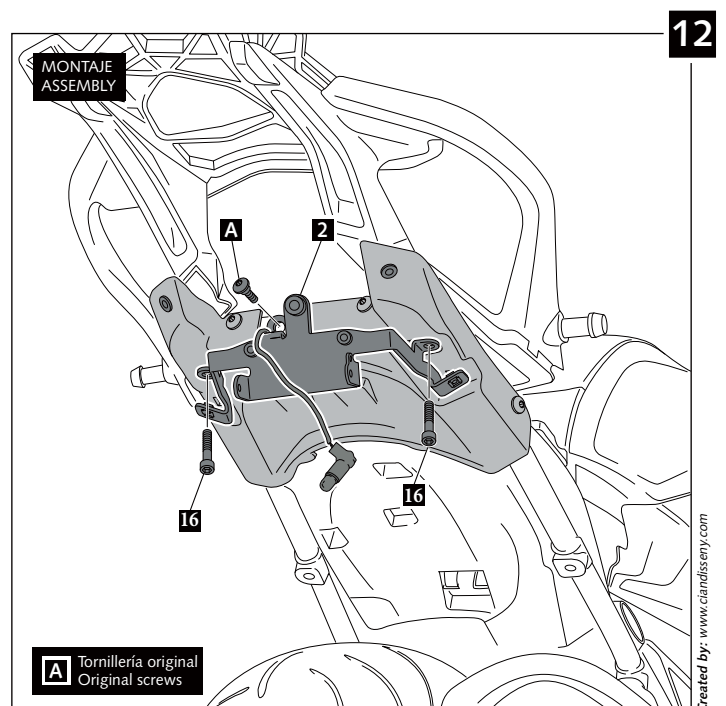 12
MONTAJE
ASSEMBLY
A
2
16
16
A
Tornillería original
Original screws
Created by: www.ciandisseny.com